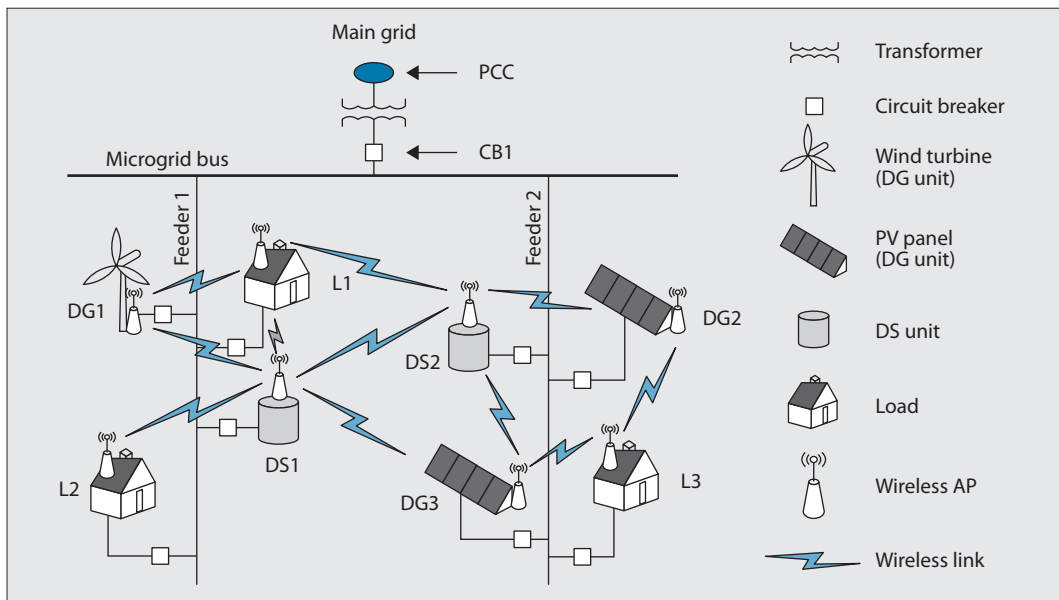 Main grid
PCC
CB1
Microgrid bus
Feeder 1
Feeder 2
L1
DG1
DS2
DG2
DS1
L2
DG3
L3
Transformer
Circuit breaker
Wind turbine
(DG unit)
PV panel
(DG unit)
DS unit
Load
Wireless AP
Wireless link